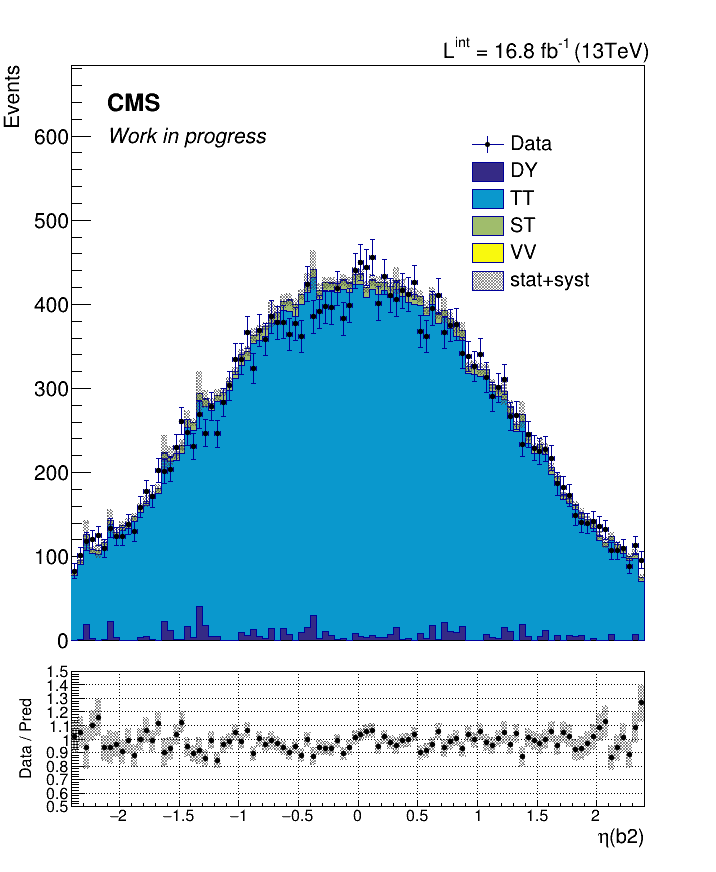 L^int = 16.8 fb^-1 (13TeV)
Events
CMS
Work in progress
Data
DY
TT
ST
VV
stat+syst
600
500
400
300
200
100
0
Data / Pred
1.5
1.4
1.3
1.2
1.1
1
0.9
0.8
0.7
0.6
0.5
−2 −1.5 −1 −0.5 0 0.5 1 1.5 2
η(b2)